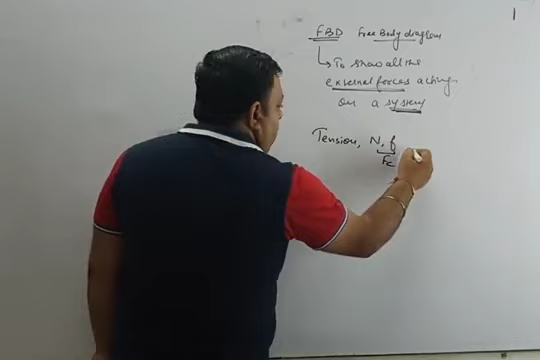 1
FBD Free Body diagram
↳ To show all the
external forces acting
on a system
Tension, N, f
Fc